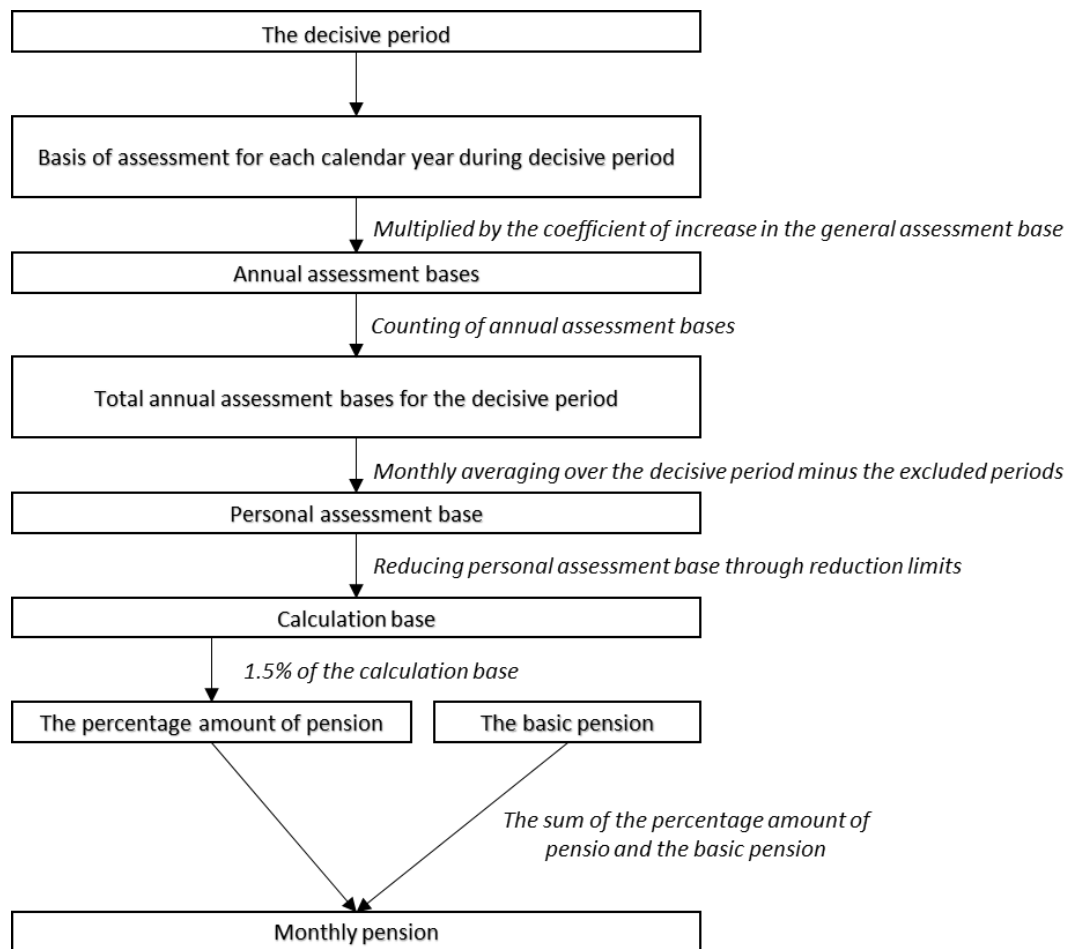 The decisive period
Basis of assessment for each calendar year during decisive period
Multiplied by the coefficient of increase in the general assessment base
Annual assessment bases
Counting of annual assessment bases
Total annual assessment bases for the decisive period
Monthly averaging over the decisive period minus the excluded periods
Personal assessment base
Reducing personal assessment base through reduction limits
Calculation base
1.5% of the calculation base
The percentage amount of pension
The basic pension
The sum of the percentage amount of
pensio and the basic pension
Monthly pension